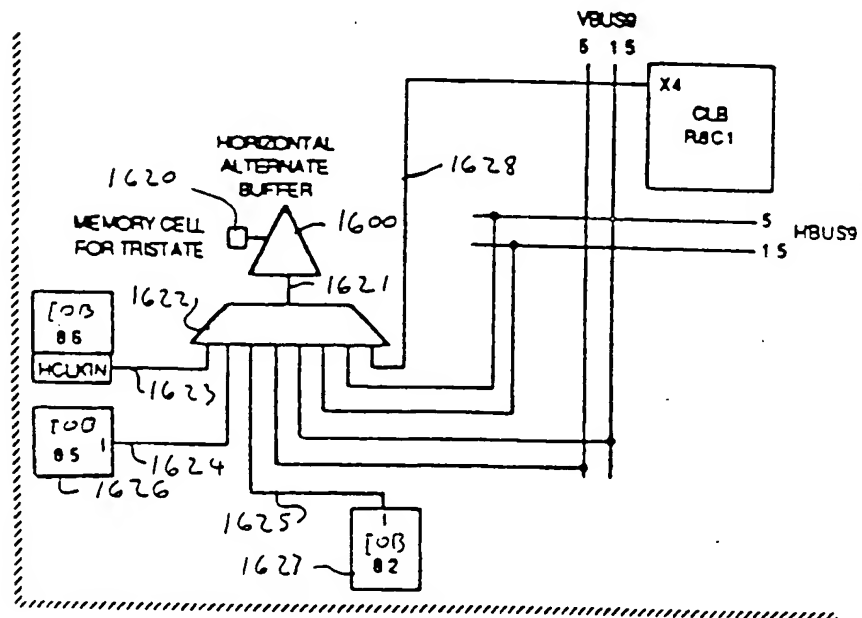 VBUS9
5 15
X4
CLB
R8C1
HORIZONTAL
ALTERNATE
BUFFER
1628
1620
1600
MEMORY CELL
FOR TRISTATE
5
HBUS9
15
1621
1622
IOB
86
HCLKIN
1623
IOB
85 I
1624
1626
1625
I
IOB
82
1627